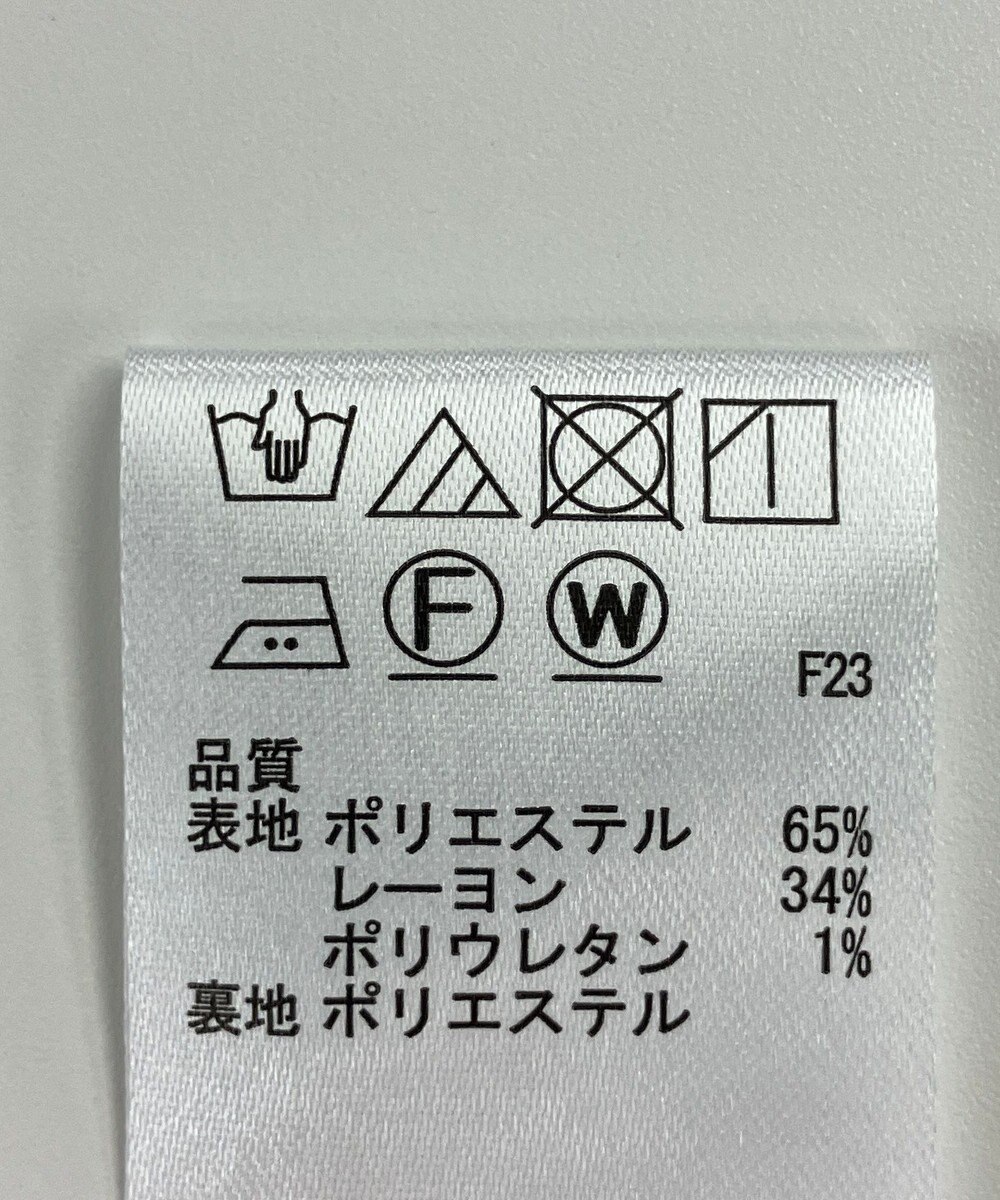 F W
F23
品質
表地 ポリエステル 65%
レーヨン 34%
ポリウレタン 1%
裏地 ポリエステル